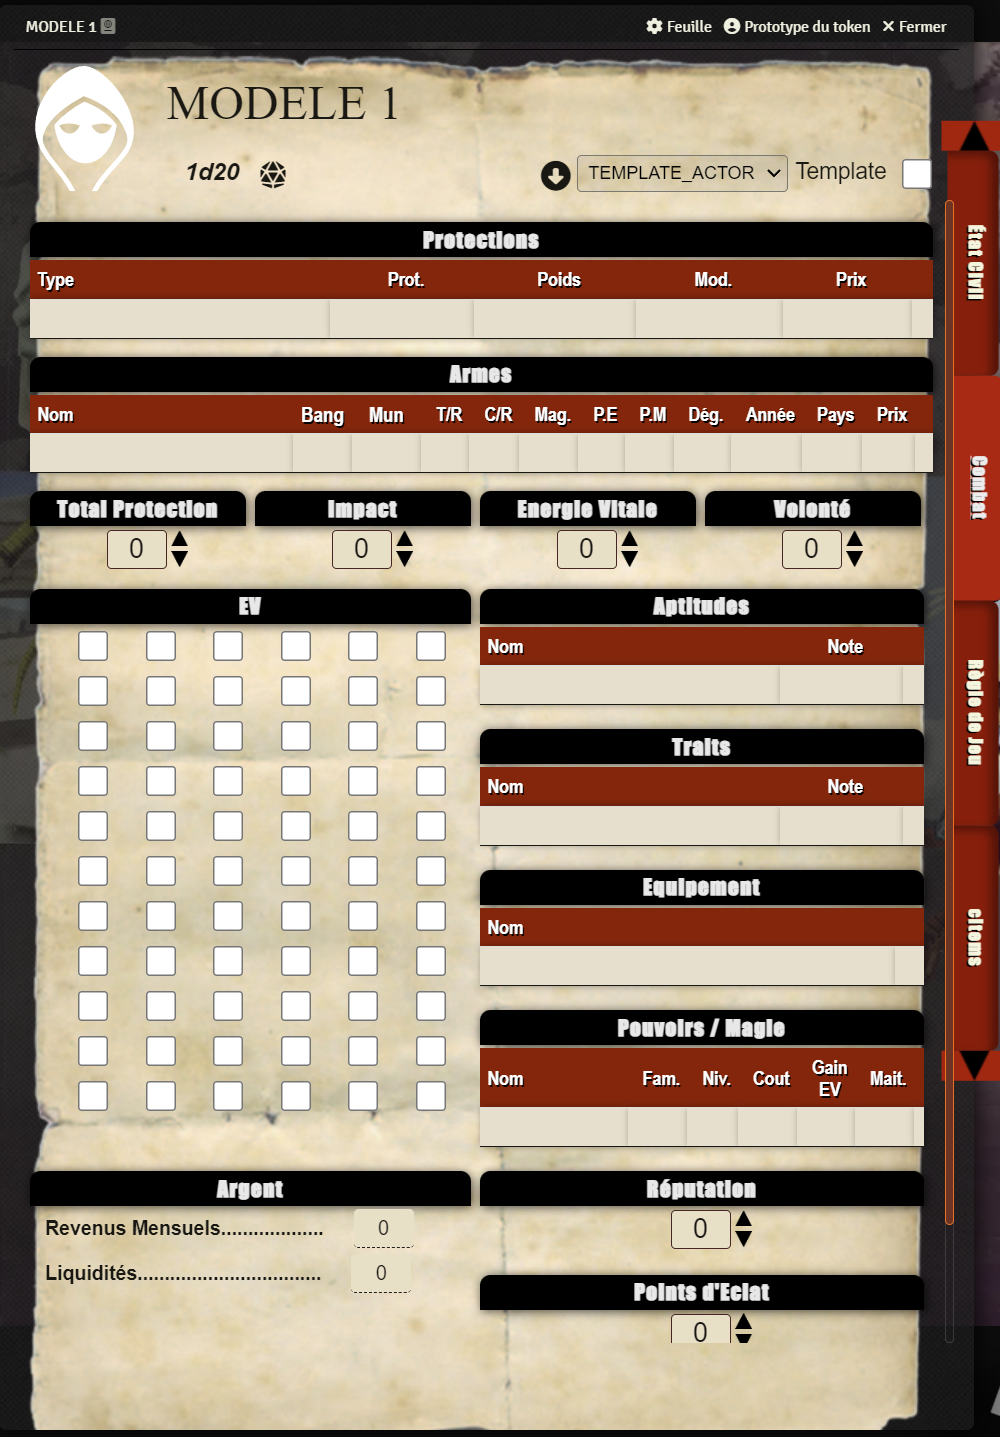 MODELE 1
Feuille Prototype du token Fermer
MODELE 1
1d20
TEMPLATE_ACTOR Template
Protections
Type Prot. Poids Mod. Prix
Armes
Nom Bang Mun T/R C/R Mag. P.E P.M Dég. Année Pays Prix
Total Protection Impact Energie Vitale Volonté
0 0 0 0
EV
Aptitudes
Nom Note
Traits
Nom Note
Equipement
Nom
Pouvoirs / Magie
Nom Fam. Niv. Cout Gain EV Mait.
Argent
Revenus Mensuels................... 0
Liquidités.................................. 0
Réputation
0
Points d'Eclat
0
État Civil
Combat
Règle de Jeu
citems